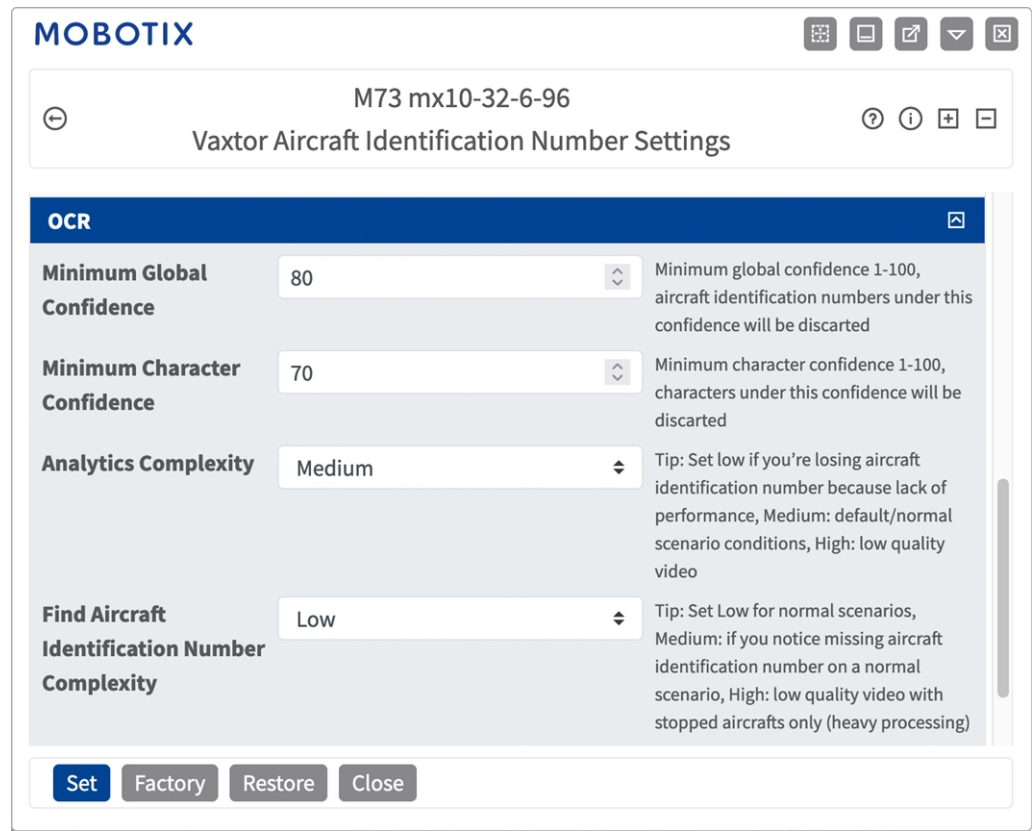 MOBOTIX
M73 mx10-32-6-96
Vaxtor Aircraft Identification Number Settings
OCR
Minimum Global
Confidence
80
Minimum global confidence 1-100,
aircraft identification numbers under this
confidence will be discarted
Minimum Character
Confidence
70
Minimum character confidence 1-100,
characters under this confidence will be
discarted
Analytics Complexity
Medium
Tip: Set low if you're losing aircraft
identification number because lack of
performance, Medium: default/normal
scenario conditions, High: low quality
video
Find Aircraft
Identification Number
Complexity
Low
Tip: Set Low for normal scenarios,
Medium: if you notice missing aircraft
identification number on a normal
scenario, High: low quality video with
stopped aircrafts only (heavy processing)
Set Factory Restore Close